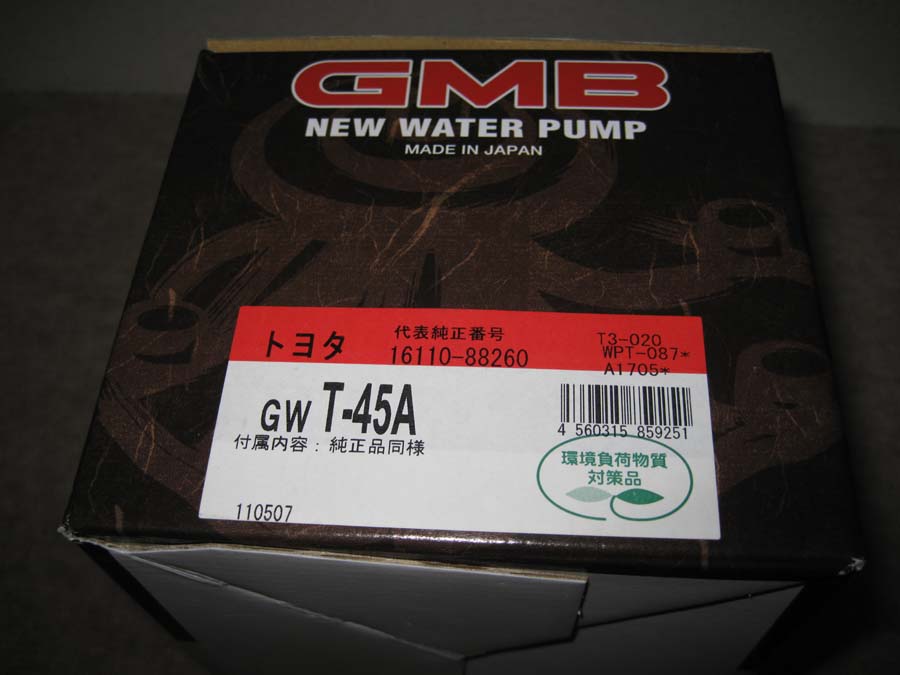 GMB
NEW WATER PUMP
MADE IN JAPAN
トヨタ
代表純正番号
16110-88260
T3-020
WPT-087*
A1705*
GW T-45A
付属内容:純正品同様
4 560315 859251
環境負荷物質
対策品
110507